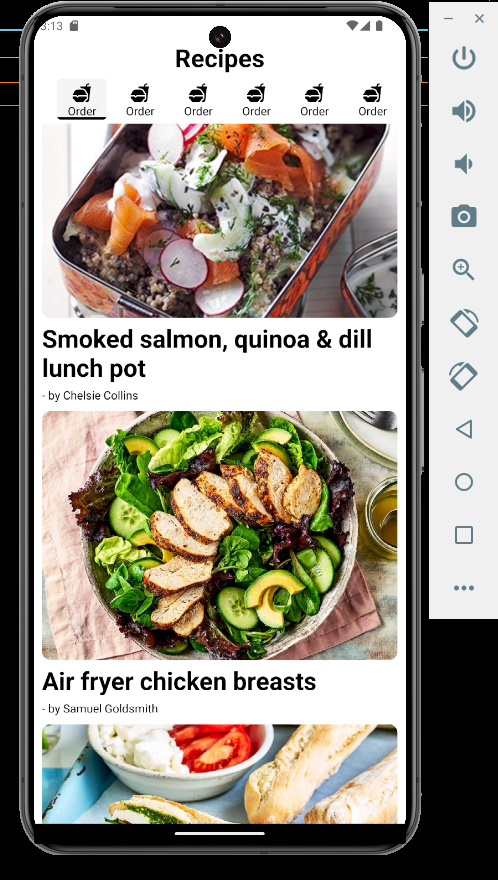 3:13
Recipes
Order Order Order Order Order Order
Smoked salmon, quinoa & dill
lunch pot
- by Chelsie Collins
Air fryer chicken breasts
- by Samuel Goldsmith